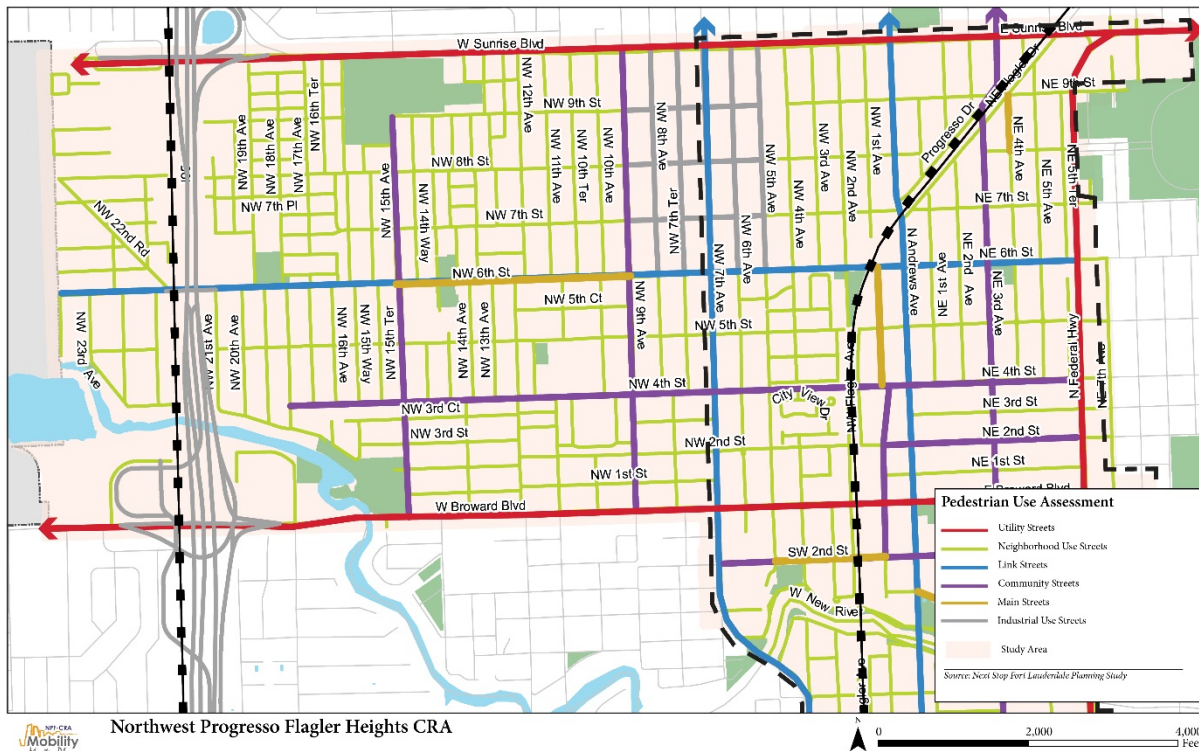 W Sunrise Blvd
E Sunrise Blvd
NE Flagler Dr
Progresso Dr
NE 9th St
NW 9th St
NW 12th Ave
NW 16th Ter
NW 19th Ave
NW 18th Ave
NW 17th Ave
NW 15th Ave
NW 14th Way
NW 8th St
NW 11th Ave
NW 10th Ter
NW 10th Ave
NW 8th Ave
NW 7th Ter
NW 5th Ave
NW 3rd Ave
NW 1st Ave
NW 2nd Ave
NW 4th Ave
NW 6th Ave
NE 4th Ave
NE 5th Ave
NE 5th Ter
NW 7th Pl
NW 7th St
NE 7th St
NW 22nd Rd
NW 6th St
NE 6th St
NW 7th Ave
N Andrews Ave
NE 1st Ave
NE 2nd Ave
NE 3rd Ave
NW 5th Ct
NW 5th St
NW 9th Ave
NW 23rd Ave
NW 21st Ave
NW 20th Ave
NW 16th Ave
NW 15th Way
NW 15th Ter
NW 14th Ave
NW 13th Ave
N Federal Hwy
NE 7th Ave
NW 4th St
NE 4th St
City View Dr
NW 3rd Ct
NE 3rd St
NW 3rd St
NW 2nd St
NE 2nd St
NW 1st St
NE 1st St
W Broward Blvd
SW 2nd St
W New River
Pedestrian Use Assessment
Utility Streets
Neighborhood Use Streets
Link Streets
Community Streets
Main Streets
Industrial Use Streets
Study Area
Source: Next Stop Fort Lauderdale Planning Study
NPF-CRA
Mobility
Northwest Progresso Flagler Heights CRA
N
0
2,000
4,000
Feet